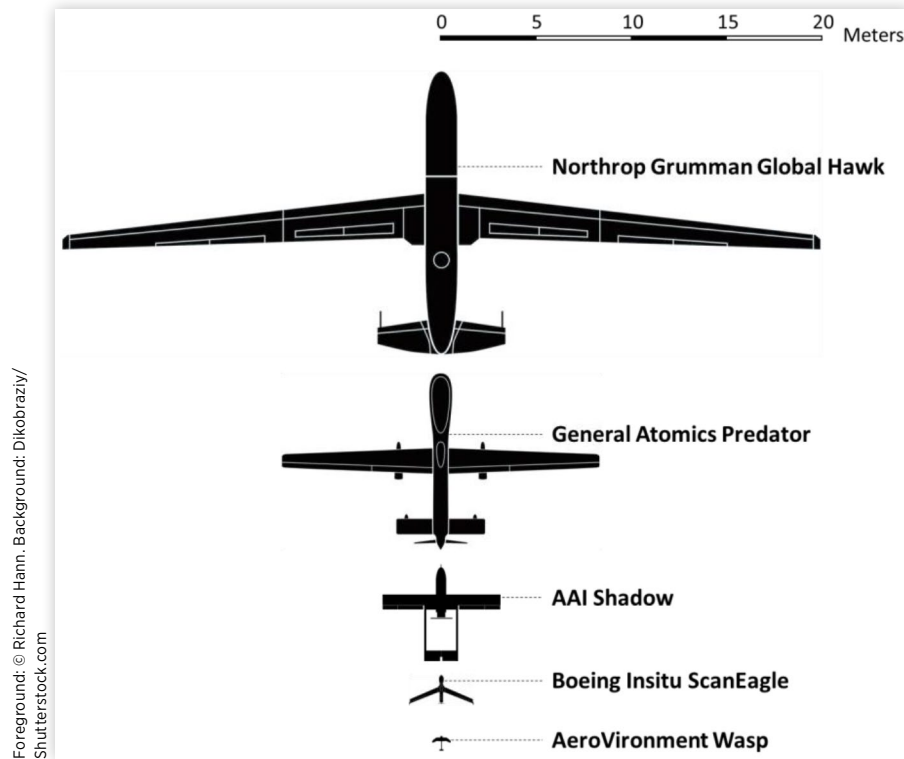 0 5 10 15 20 Meters
Northrop Grumman Global Hawk
General Atomics Predator
AAI Shadow
Boeing Insitu ScanEagle
AeroVironment Wasp
Foreground: © Richard Hann. Background: Dikobraziy/
Shutterstock.com